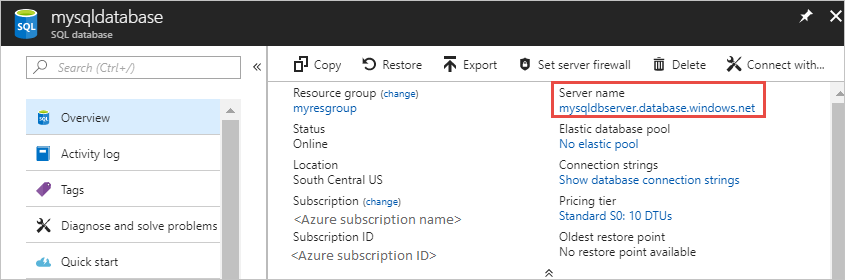 mysqldatabase
SQL database
Search (Ctrl+/)
Overview
Activity log
Tags
Diagnose and solve problems
Quick start
Copy
Restore
Export
Set server firewall
Delete
Connect with...
Resource group (change)
myresgroup
Status
Online
Location
South Central US
Subscription (change)
<Azure subscription name>
Subscription ID
<Azure subscription ID>
Server name
mysqldbserver.database.windows.net
Elastic database pool
No elastic pool
Connection strings
Show database connection strings
Pricing tier
Standard S0: 10 DTUs
Oldest restore point
No restore point available